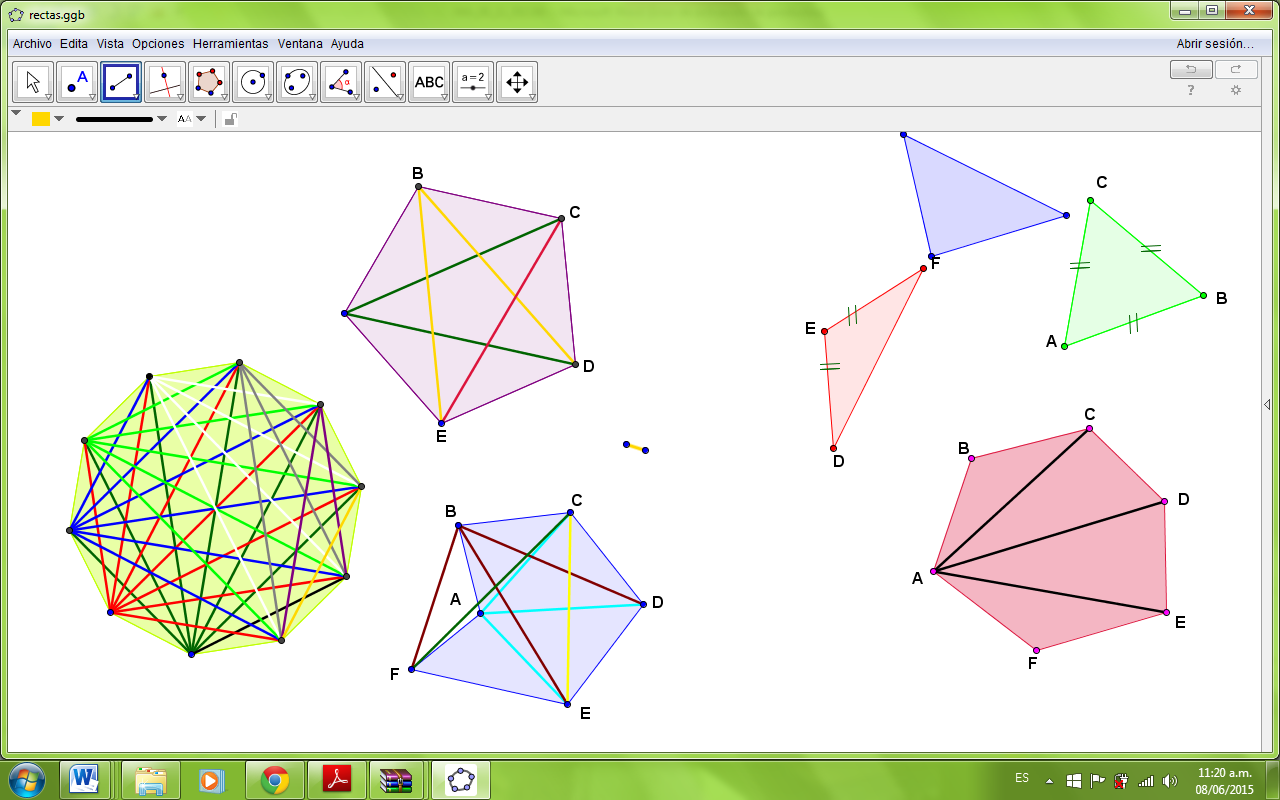 rectas.ggb
Archivo Edita Vista Opciones Herramientas Ventana Ayuda
Abrir sesión...
A
α
ABC
a=2
AA
?
B
C
D
E
C
B
A
F
E
D
B
C
A
D
F
E
C
B
D
A
E
F
W
ES
11:20 a.m.
08/06/2015